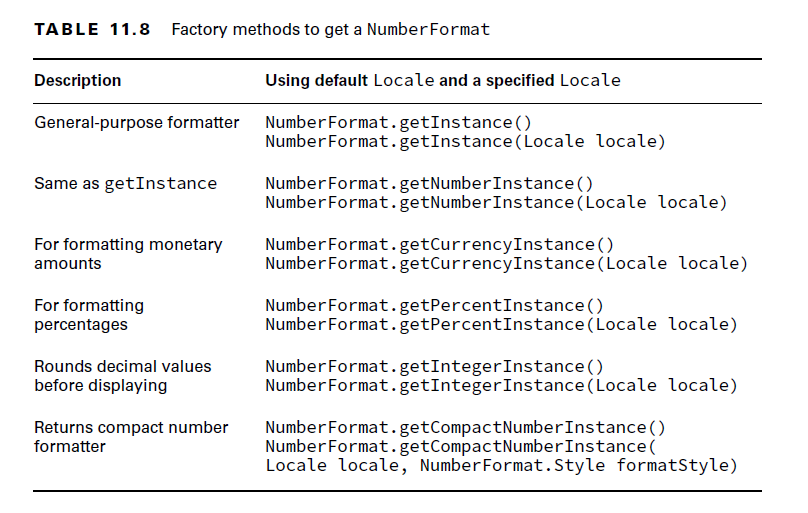 TABLE 11.8 Factory methods to get a NumberFormat
Description Using default Locale and a specified Locale
General-purpose formatter NumberFormat.getInstance()
NumberFormat.getInstance(Locale locale)
Same as getInstance NumberFormat.getNumberInstance()
NumberFormat.getNumberInstance(Locale locale)
For formatting monetary NumberFormat.getCurrencyInstance()
amounts NumberFormat.getCurrencyInstance(Locale locale)
For formatting NumberFormat.getPercentInstance()
percentages NumberFormat.getPercentInstance(Locale locale)
Rounds decimal values NumberFormat.getIntegerInstance()
before displaying NumberFormat.getIntegerInstance(Locale locale)
Returns compact number NumberFormat.getCompactNumberInstance()
formatter NumberFormat.getCompactNumberInstance(
Locale locale, NumberFormat.Style formatStyle)